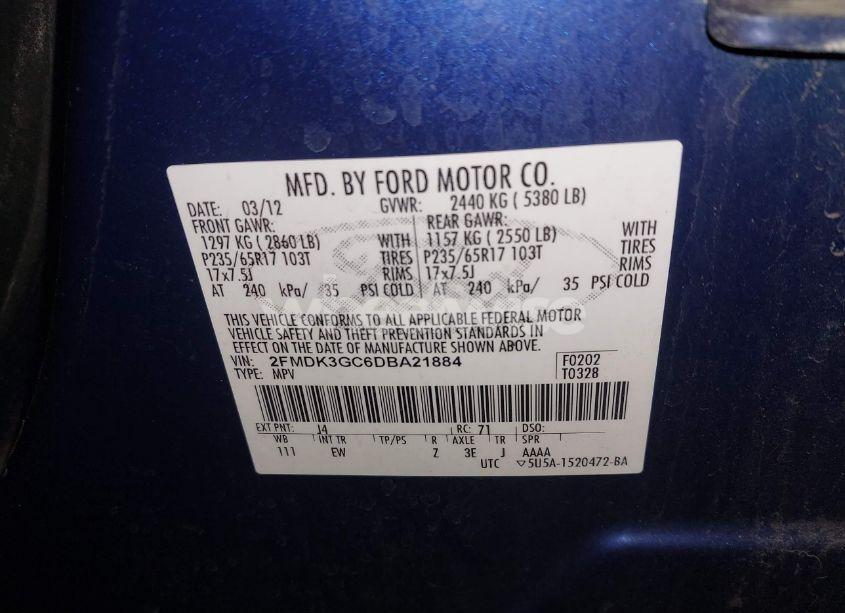 MFD. BY FORD MOTOR CO.
DATE: 03/12 GVWR: 2440 KG ( 5380 LB)
FRONT GAWR: REAR GAWR:
1297 KG ( 2860 LB) WITH 1157 KG ( 2550 LB) WITH
P235/65R17 103T TIRES P235/65R17 103T TIRES
17x7.5J RIMS 17x7.5J RIMS
AT 240 kPa/ 35 PSI COLD AT 240 kPa/ 35 PSI COLD
THIS VEHICLE CONFORMS TO ALL APPLICABLE FEDERAL MOTOR
VEHICLE SAFETY AND THEFT PREVENTION STANDARDS IN
EFFECT ON THE DATE OF MANUFACTURE SHOWN ABOVE.
VIN: 2FMDK3GC6DBA21884 F0202
TYPE: MPV T0328
EXT PNT: J4 RC: 71 DSO:
WB INT TR TP/PS R AXLE TR SPR
111 EW Z 3E J AAAA
UTC ▽5U5A-1520472-BA